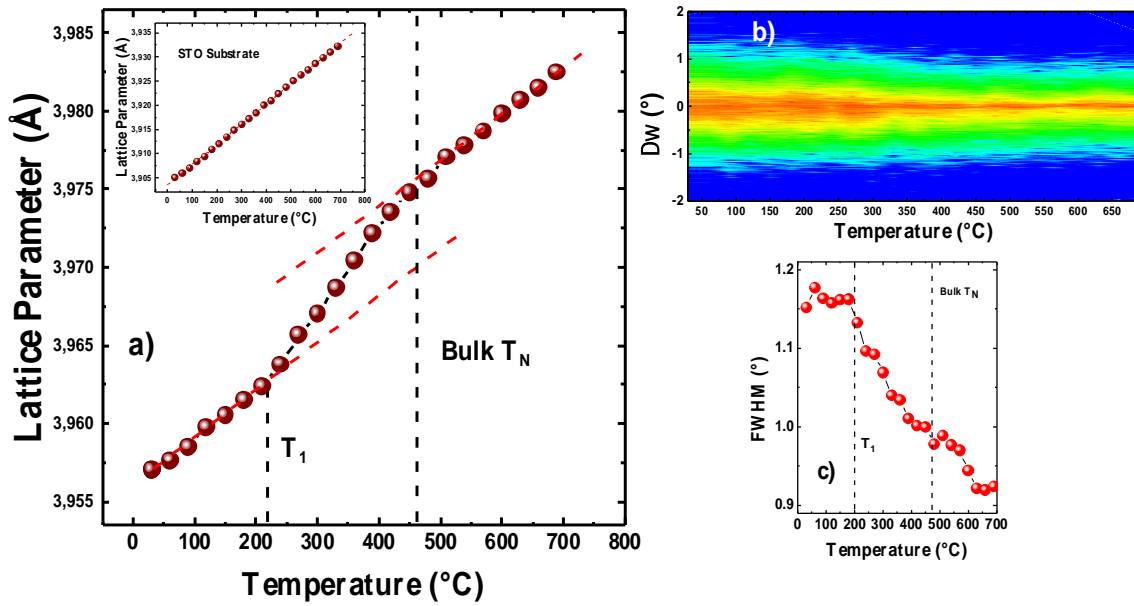 a)
Lattice Parameter (Å)
3,985
3,980
3,975
3,970
3,965
3,960
3,955
0 100 200 300 400 500 600 700 800
Temperature (°C)
T1
Bulk TN
STO Substrate
Lattice Parameter (Å)
3,935
3,930
3,925
3,920
3,915
3,910
3,905
0 100 200 300 400 500 600 700 800
Temperature (°C)
b)
Dw (°)
2
1
0
-1
-2
50 100 150 200 250 300 350 400 450 500 550 600 650
Temperature (°C)
c)
FWHM (°)
1.2
1.1
1.0
0.9
0 100 200 300 400 500 600 700
Temperature (°C)
T1
Bulk TN